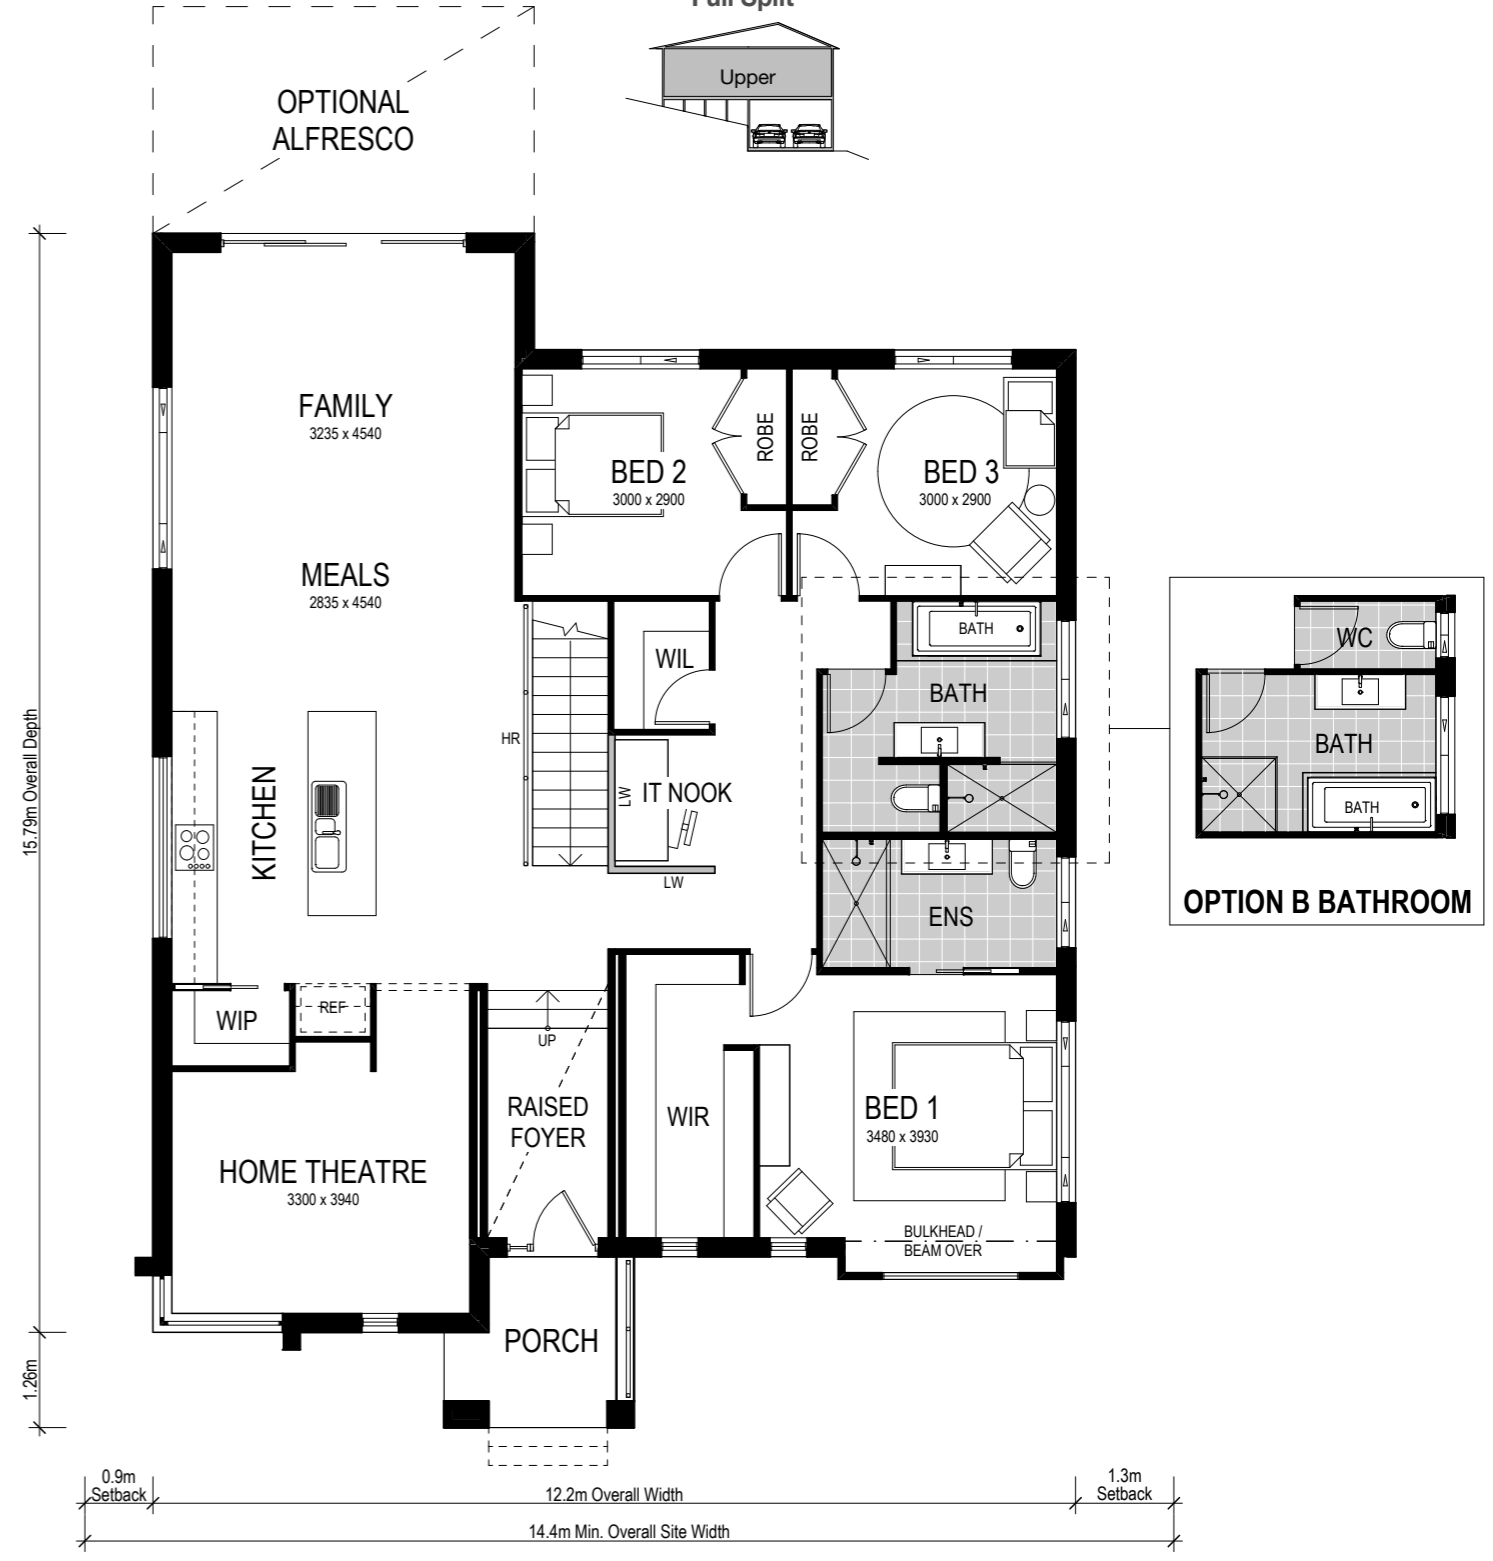 Full Split
Upper
OPTIONAL
ALFRESCO
FAMILY
3235 x 4540
MEALS
2835 x 4540
KITCHEN
BED 2
3000 x 2900
ROBE
ROBE
BED 3
3000 x 2900
WIL
HR
LW
IT NOOK
LW
BATH
BATH
ENS
WC
BATH
BATH
OPTION B BATHROOM
WIP
REF
UP
RAISED
FOYER
HOME THEATRE
3300 x 3940
WIR
BED 1
3480 x 3930
BULKHEAD /
BEAM OVER
PORCH
15.79m Overall Depth
1.26m
0.9m
Setback
12.2m Overall Width
1.3m
Setback
14.4m Min. Overall Site Width